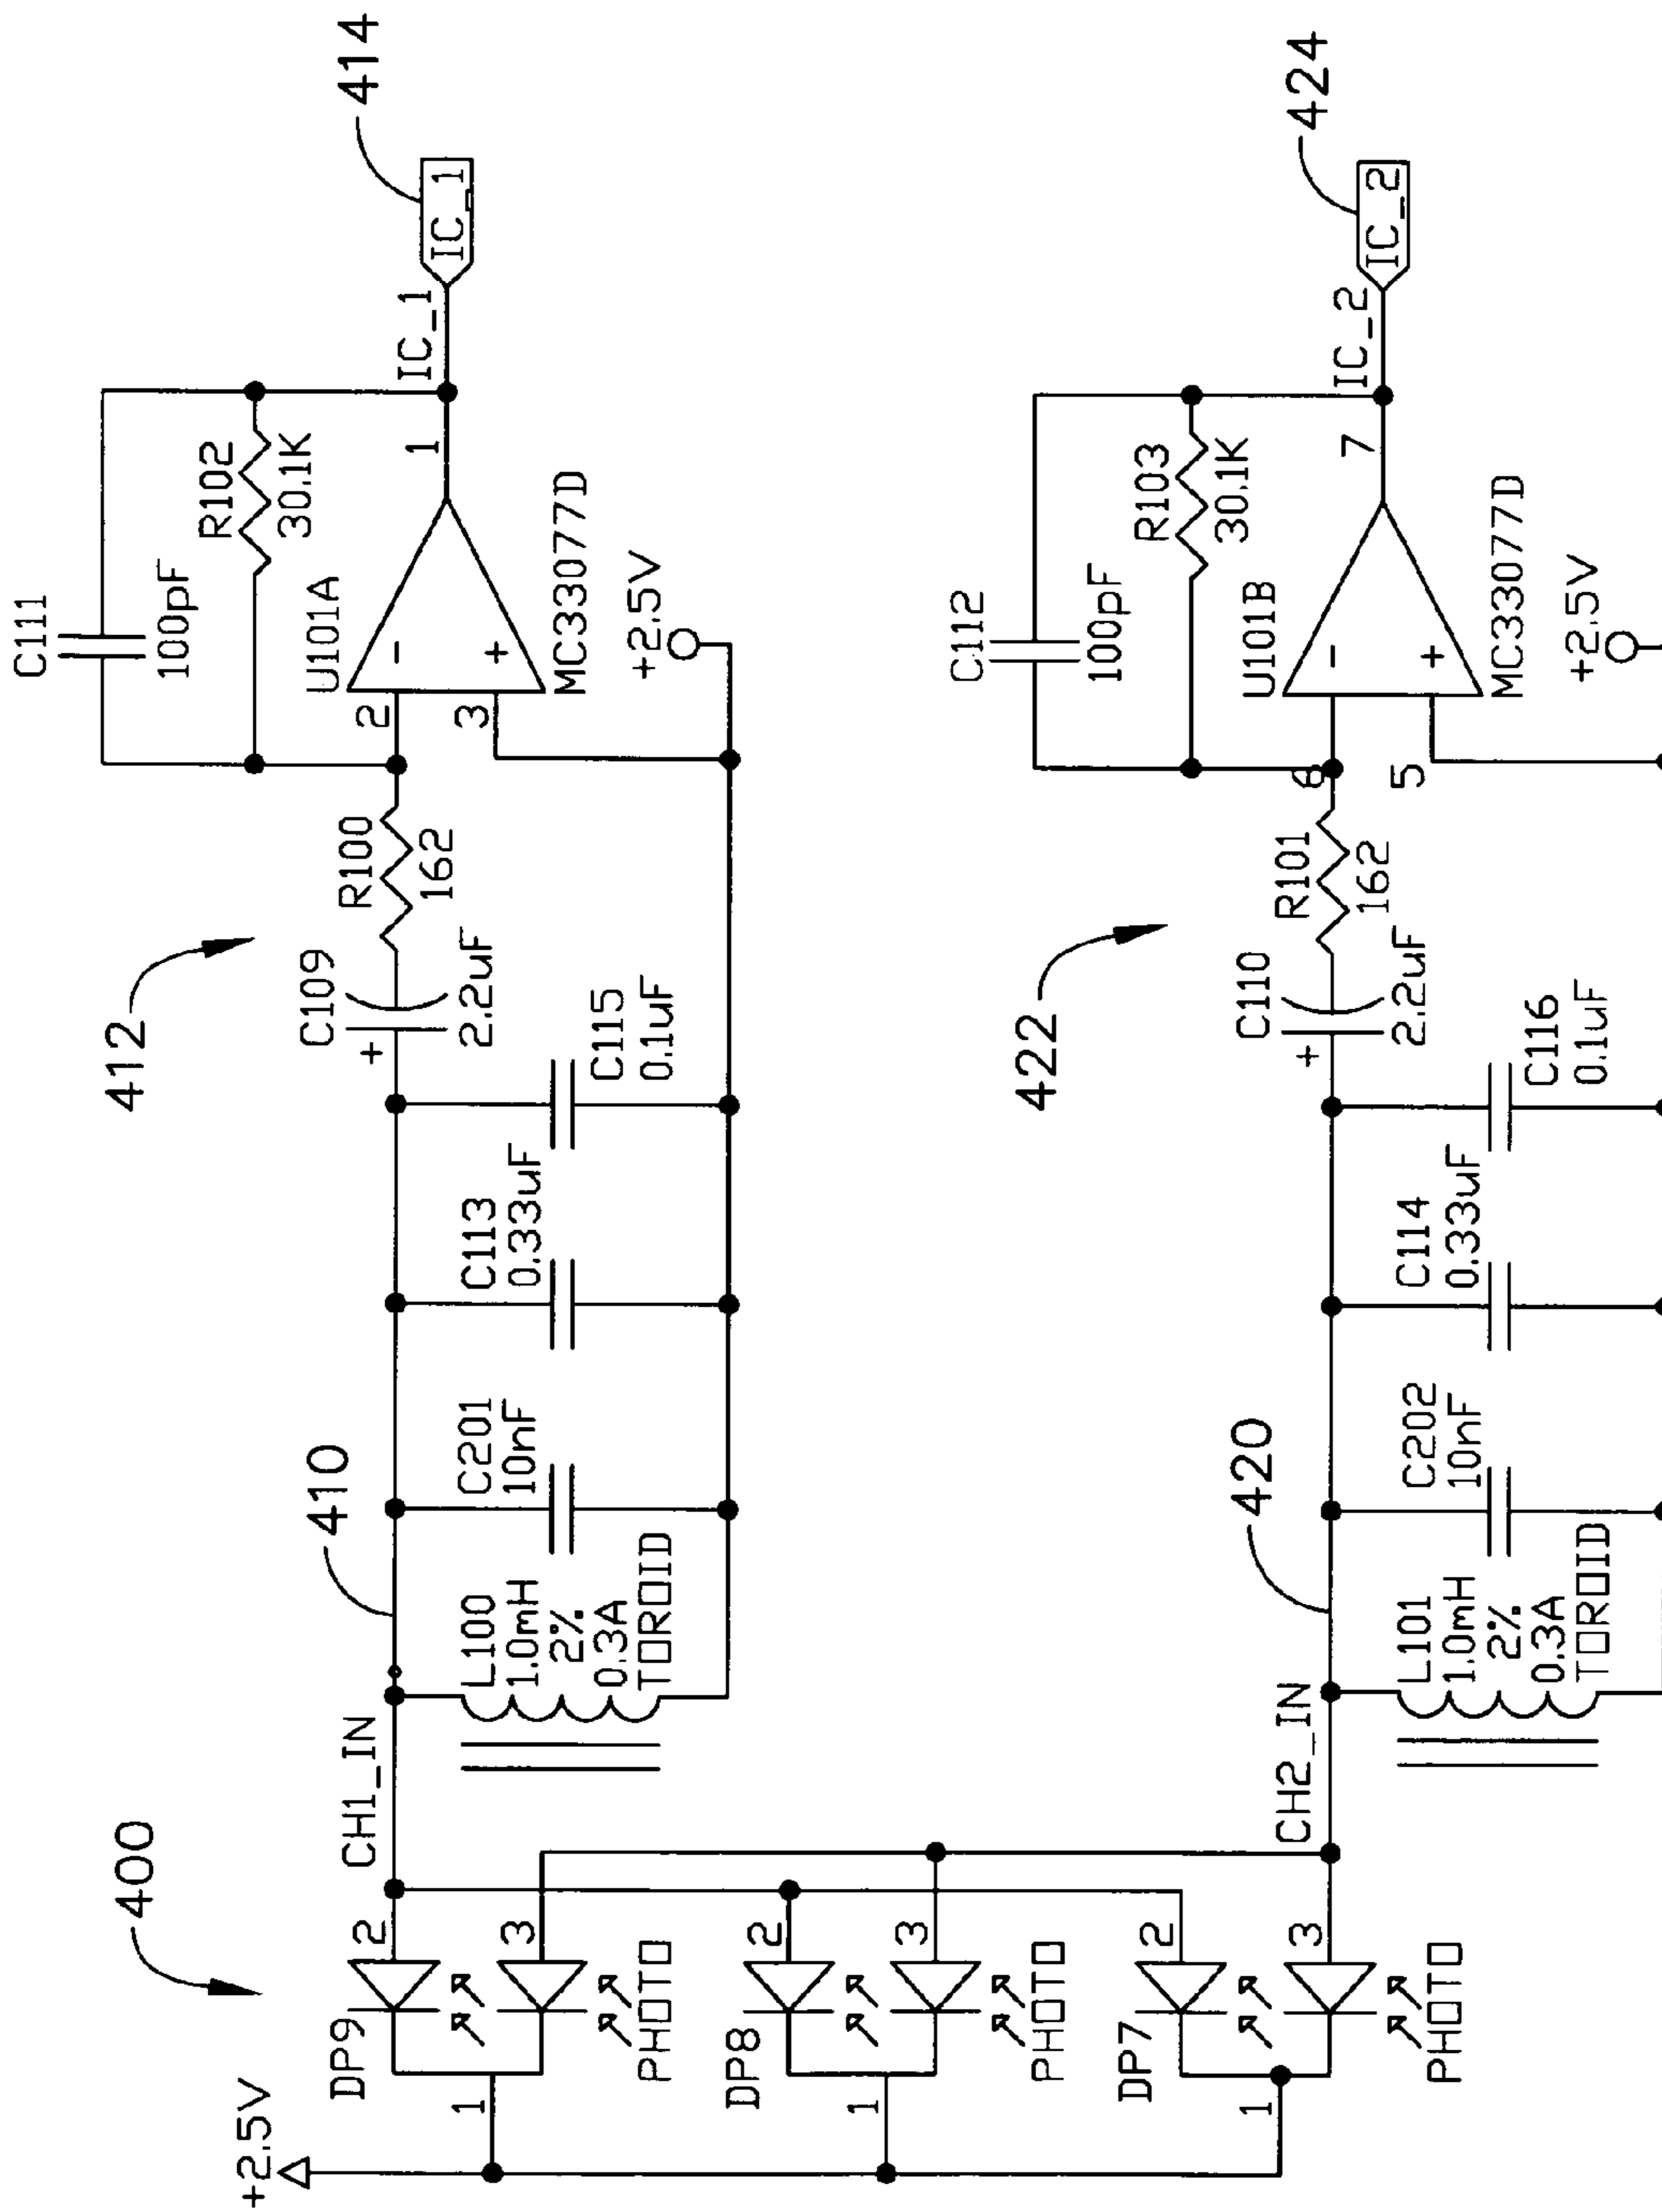 400
+2.5V
DP9
1
2
3
PHOTO
DP8
1
2
3
PHOTO
DP7
1
2
3
PHOTO
CH1_IN
410
L100
1.0mH
2%
0.3A
TOROID
C201
10nF
C113
0.33uF
C115
0.1uF
412
C109
+
2.2uF
R100
162
C111
100pF
R102
30.1K
U101A
2
-
3
+
1
MC33077D
+2.5V
IC_1
IC_1
414
CH2_IN
420
L101
1.0mH
2%
0.3A
TOROID
C202
10nF
C114
0.33uF
C116
0.1uF
422
C110
+
2.2uF
R101
162
C112
100pF
R103
30.1K
U101B
6
-
5
+
7
MC33077D
+2.5V
IC_2
IC_2
424